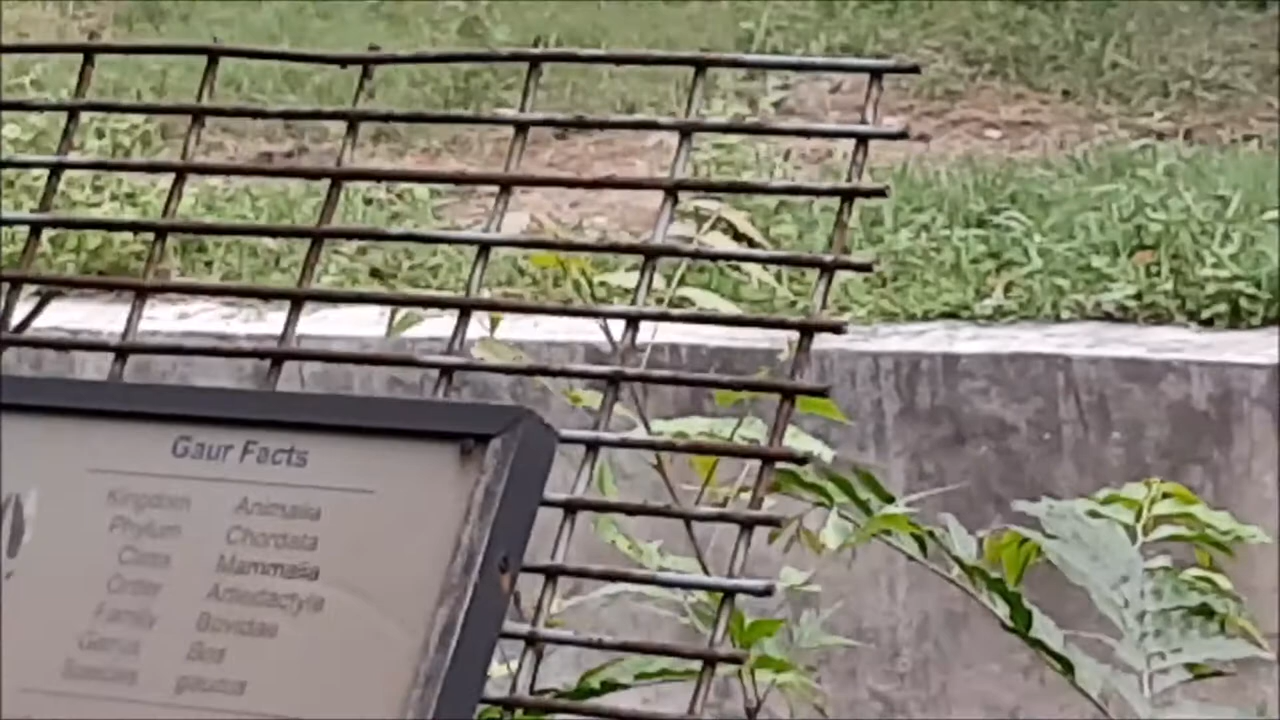 Gaur Facts
Kingdom Animalia
Phylum Chordata
Class Mammalia
Order Artiodactyla
Family Bovidae
Genus Bos
Species gaurus